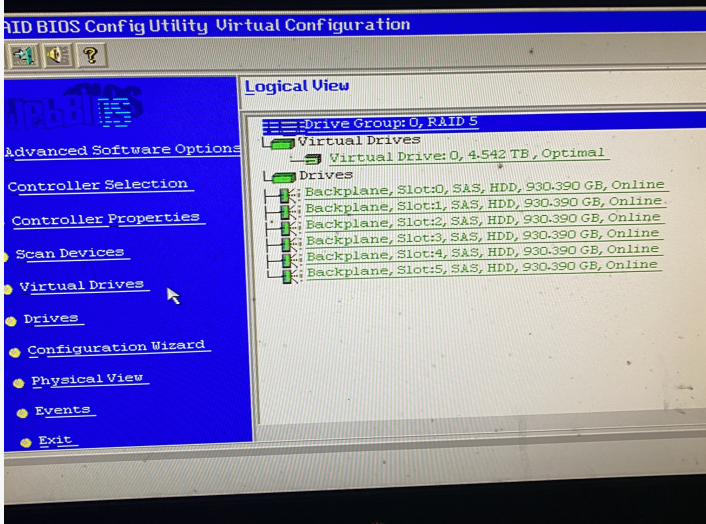 AID BIOS Config Utility Virtual Configuration
?
Logical View
BIOS
Advanced Software Options
Controller Selection
Controller Properties
Scan Devices
Virtual Drives
Drives
Configuration Wizard
Physical View
Events
Exit
Drive Group: 0, RAID 5
Virtual Drives
Virtual Drive: 0, 4.542 TB, Optimal
Drives
Backplane, Slot:0, SAS, HDD, 930.390 GB, Online
Backplane, Slot:1, SAS, HDD, 930.390 GB, Online
Backplane, Slot:2, SAS, HDD, 930.390 GB, Online
Backplane, Slot:3, SAS, HDD, 930.390 GB, Online
Backplane, Slot:4, SAS, HDD, 930.390 GB, Online
Backplane, Slot:5, SAS, HDD, 930.390 GB, Online